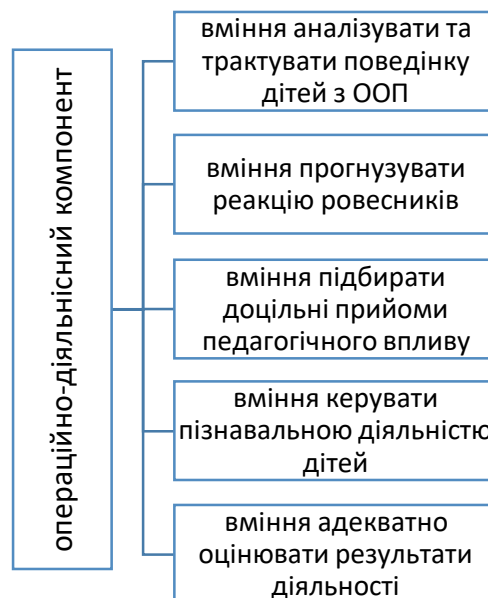 операційно-діяльнісний компонент
вміння аналізувати та
трактувати поведінку
дітей з ООП
вміння прогнузувати
реакцію ровесників
вміння підбирати
доцільні прийоми
педагогічного впливу
вміння керувати
пізнавальною діяльністю
дітей
вміння адекватно
оцінювати результати
діяльності